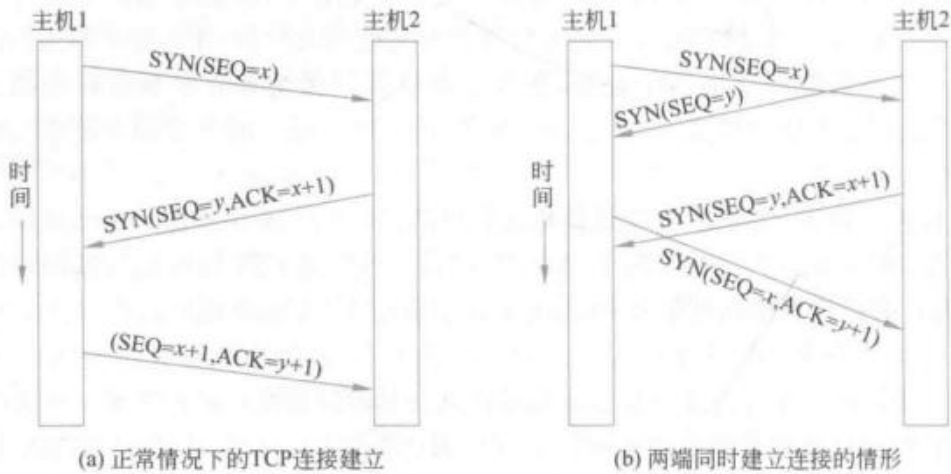 主机1
主机2
SYN(SEQ=x)
SYN(SEQ=y,ACK=x+1)
(SEQ=x+1,ACK=y+1)
时间
(a) 正常情况下的TCP连接建立
主机1
主机2
SYN(SEQ=x)
SYN(SEQ=y)
SYN(SEQ=y,ACK=x+1)
SYN(SEQ=x,ACK=y+1)
时间
(b) 两端同时建立连接的情形